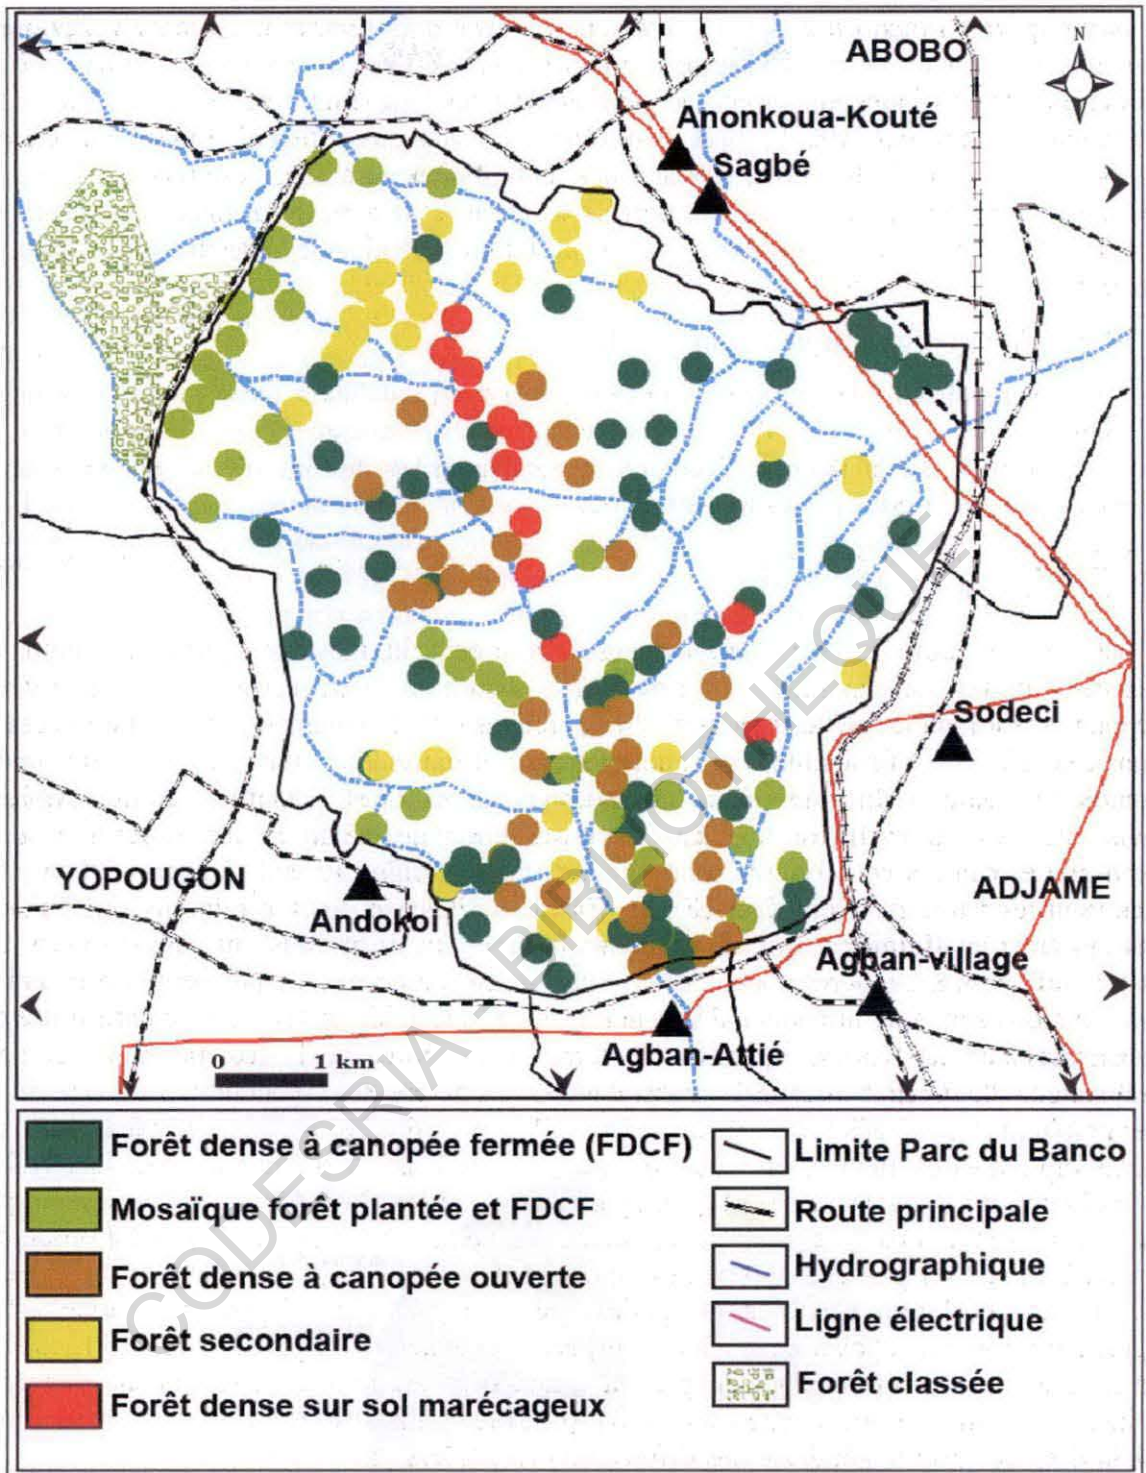 N
ABOBO
Anonkoua-Kouté
Sagbé
Sodeci
YOPOUGON
ADJAME
Andokoi
Agban-village
Agban-Attié
0 1 km
CODESRIA - BIBLIOTHEQUE
Forêt dense à canopée fermée (FDCF)
Mosaïque forêt plantée et FDCF
Forêt dense à canopée ouverte
Forêt secondaire
Forêt dense sur sol marécageux
Limite Parc du Banco
Route principale
Hydrographique
Ligne électrique
Forêt classée